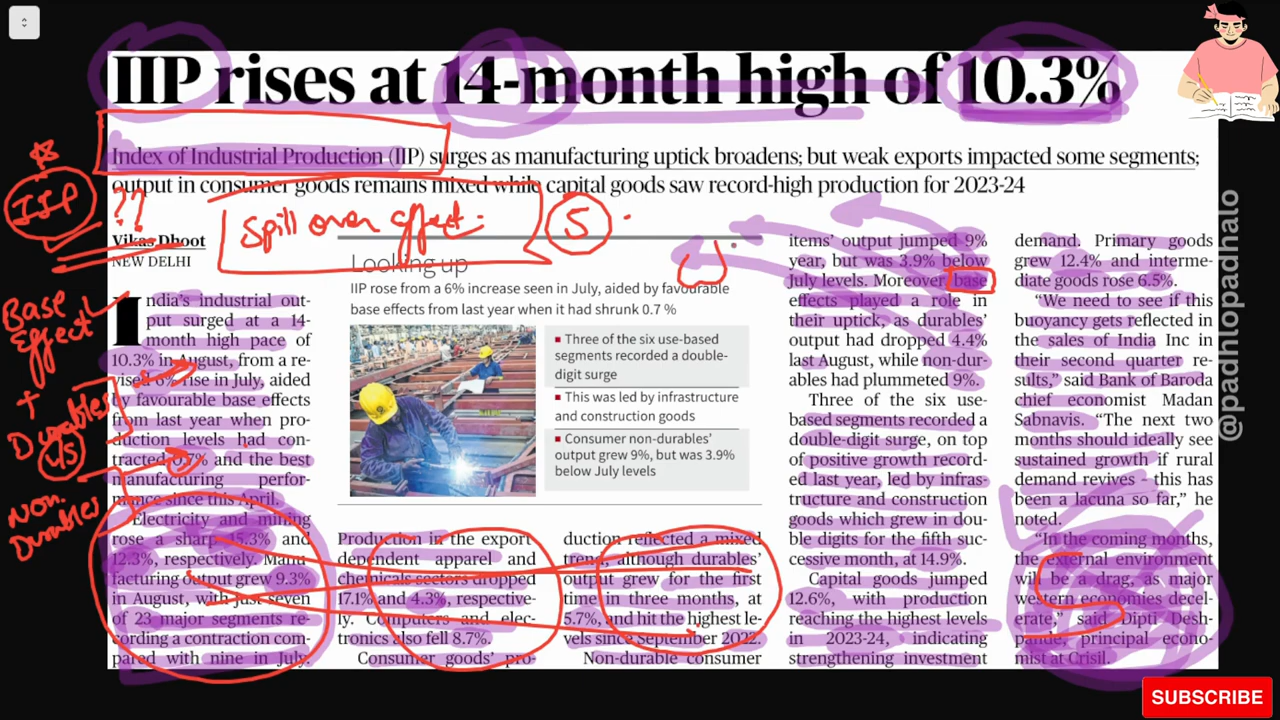 IIP rises at 14-month high of 10.3%
Index of Industrial Production (IIP) surges as manufacturing uptick broadens; but weak exports impacted some segments;
output in consumer goods remains mixed while capital goods saw record-high production for 2023-24
IIP
??
Spill over effect
5
Base
Effect
+
Durables
Non.
Durables
Vikas Dhoot
NEW DELHI
India's industrial out-
put surged at a 14-
month high pace of
10.3% in August, from a re-
vised 6% rise in July, aided
by favourable base effects
from last year when pro-
duction levels had con-
tracted 0.7% and the best
manufacturing perfor-
mance since this April.
Electricity and mining
rose a sharp 15.3% and
12.3%, respectively. Manu-
facturing output grew 9.3%
in August, with just seven
of 23 major segments re-
cording a contraction com-
pared with nine in July.
Looking up
IIP rose from a 6% increase seen in July, aided by favourable
base effects from last year when it had shrunk 0.7 %
Three of the six use-based
segments recorded a double-
digit surge
This was led by infrastructure
and construction goods
Consumer non-durables'
output grew 9%, but was 3.9%
below July levels
Production in the export
dependent apparel and
chemicals sectors dropped
17.1% and 4.3%, respective-
ly. Computers and elec-
tronics also fell 8.7%.
Consumer goods' pro-
duction reflected a mixed
trend, although durables'
output grew for the first
time in three months, at
5.7%, and hit the highest le-
vels since September 2022.
Non-durable consumer
items' output jumped 9%
year, but was 3.9% below
July levels. Moreover, base
effects played a role in
their uptick, as durables'
output had dropped 4.4%
last August, while non-dur-
ables had plummeted 9%.
Three of the six use-
based segments recorded a
double-digit surge, on top
of positive growth record-
ed last year, led by infras-
tructure and construction
goods which grew in dou-
ble digits for the fifth suc-
cessive month, at 14.9%.
Capital goods jumped
12.6%, with production
reaching the highest levels
in 2023-24, indicating
strengthening investment
demand. Primary goods
grew 12.4% and interme-
diate goods rose 6.5%.
"We need to see if this
buoyancy gets reflected in
the sales of India Inc in
their second quarter re-
sults," said Bank of Baroda
chief economist Madan
Sabnavis. "The next two
months should ideally see
sustained growth if rural
demand revives – this has
been a lacuna so far," he
noted.
"In the coming months,
the external environment
will be a drag, as major
western economies decel-
erate," said Dipti Desh-
pande, principal econo-
mist at Crisil.
@padhlopadhalo
SUBSCRIBE